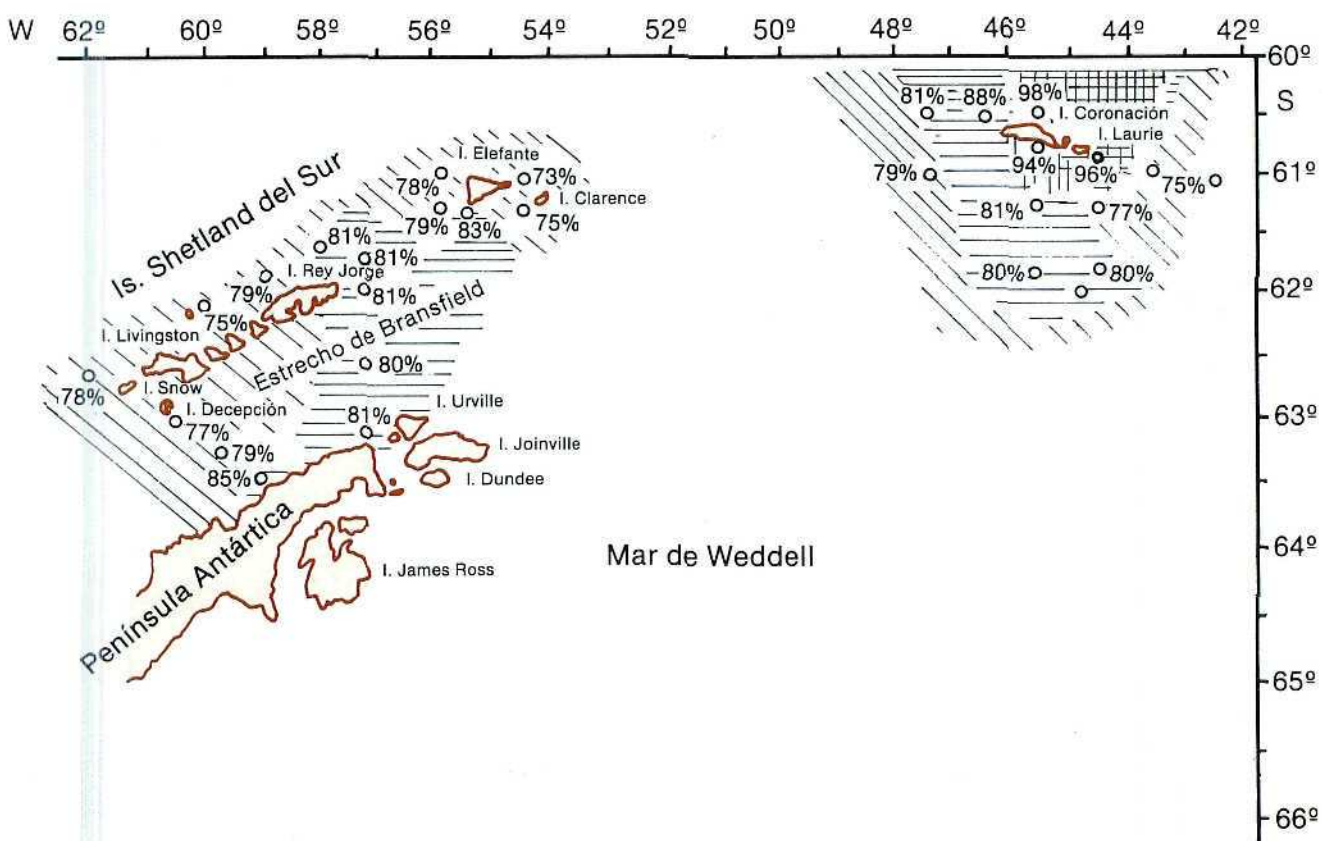 W 62º 60º 58º 56º 54º 52º 50º 48º 46º 44º 42º
60º
S
81% 88% 98%
I. Coronación
I. Laurie
94% 96%
79%
75%
61º
81% 77%
80% 80%
62º
Is. Shetland del Sur
I. Elefante
78% 73%
I. Clarence
79% 83% 75%
81%
81%
I. Rey Jorge
79% 81%
75%
I. Livingston
Estrecho de Bransfield
80%
I. Snow
78%
I. Decepción
77%
I. Urville
81%
63º
79%
I. Joinville
85%
I. Dundee
Península Antártica
Mar de Weddell
64º
I. James Ross
65º
66º